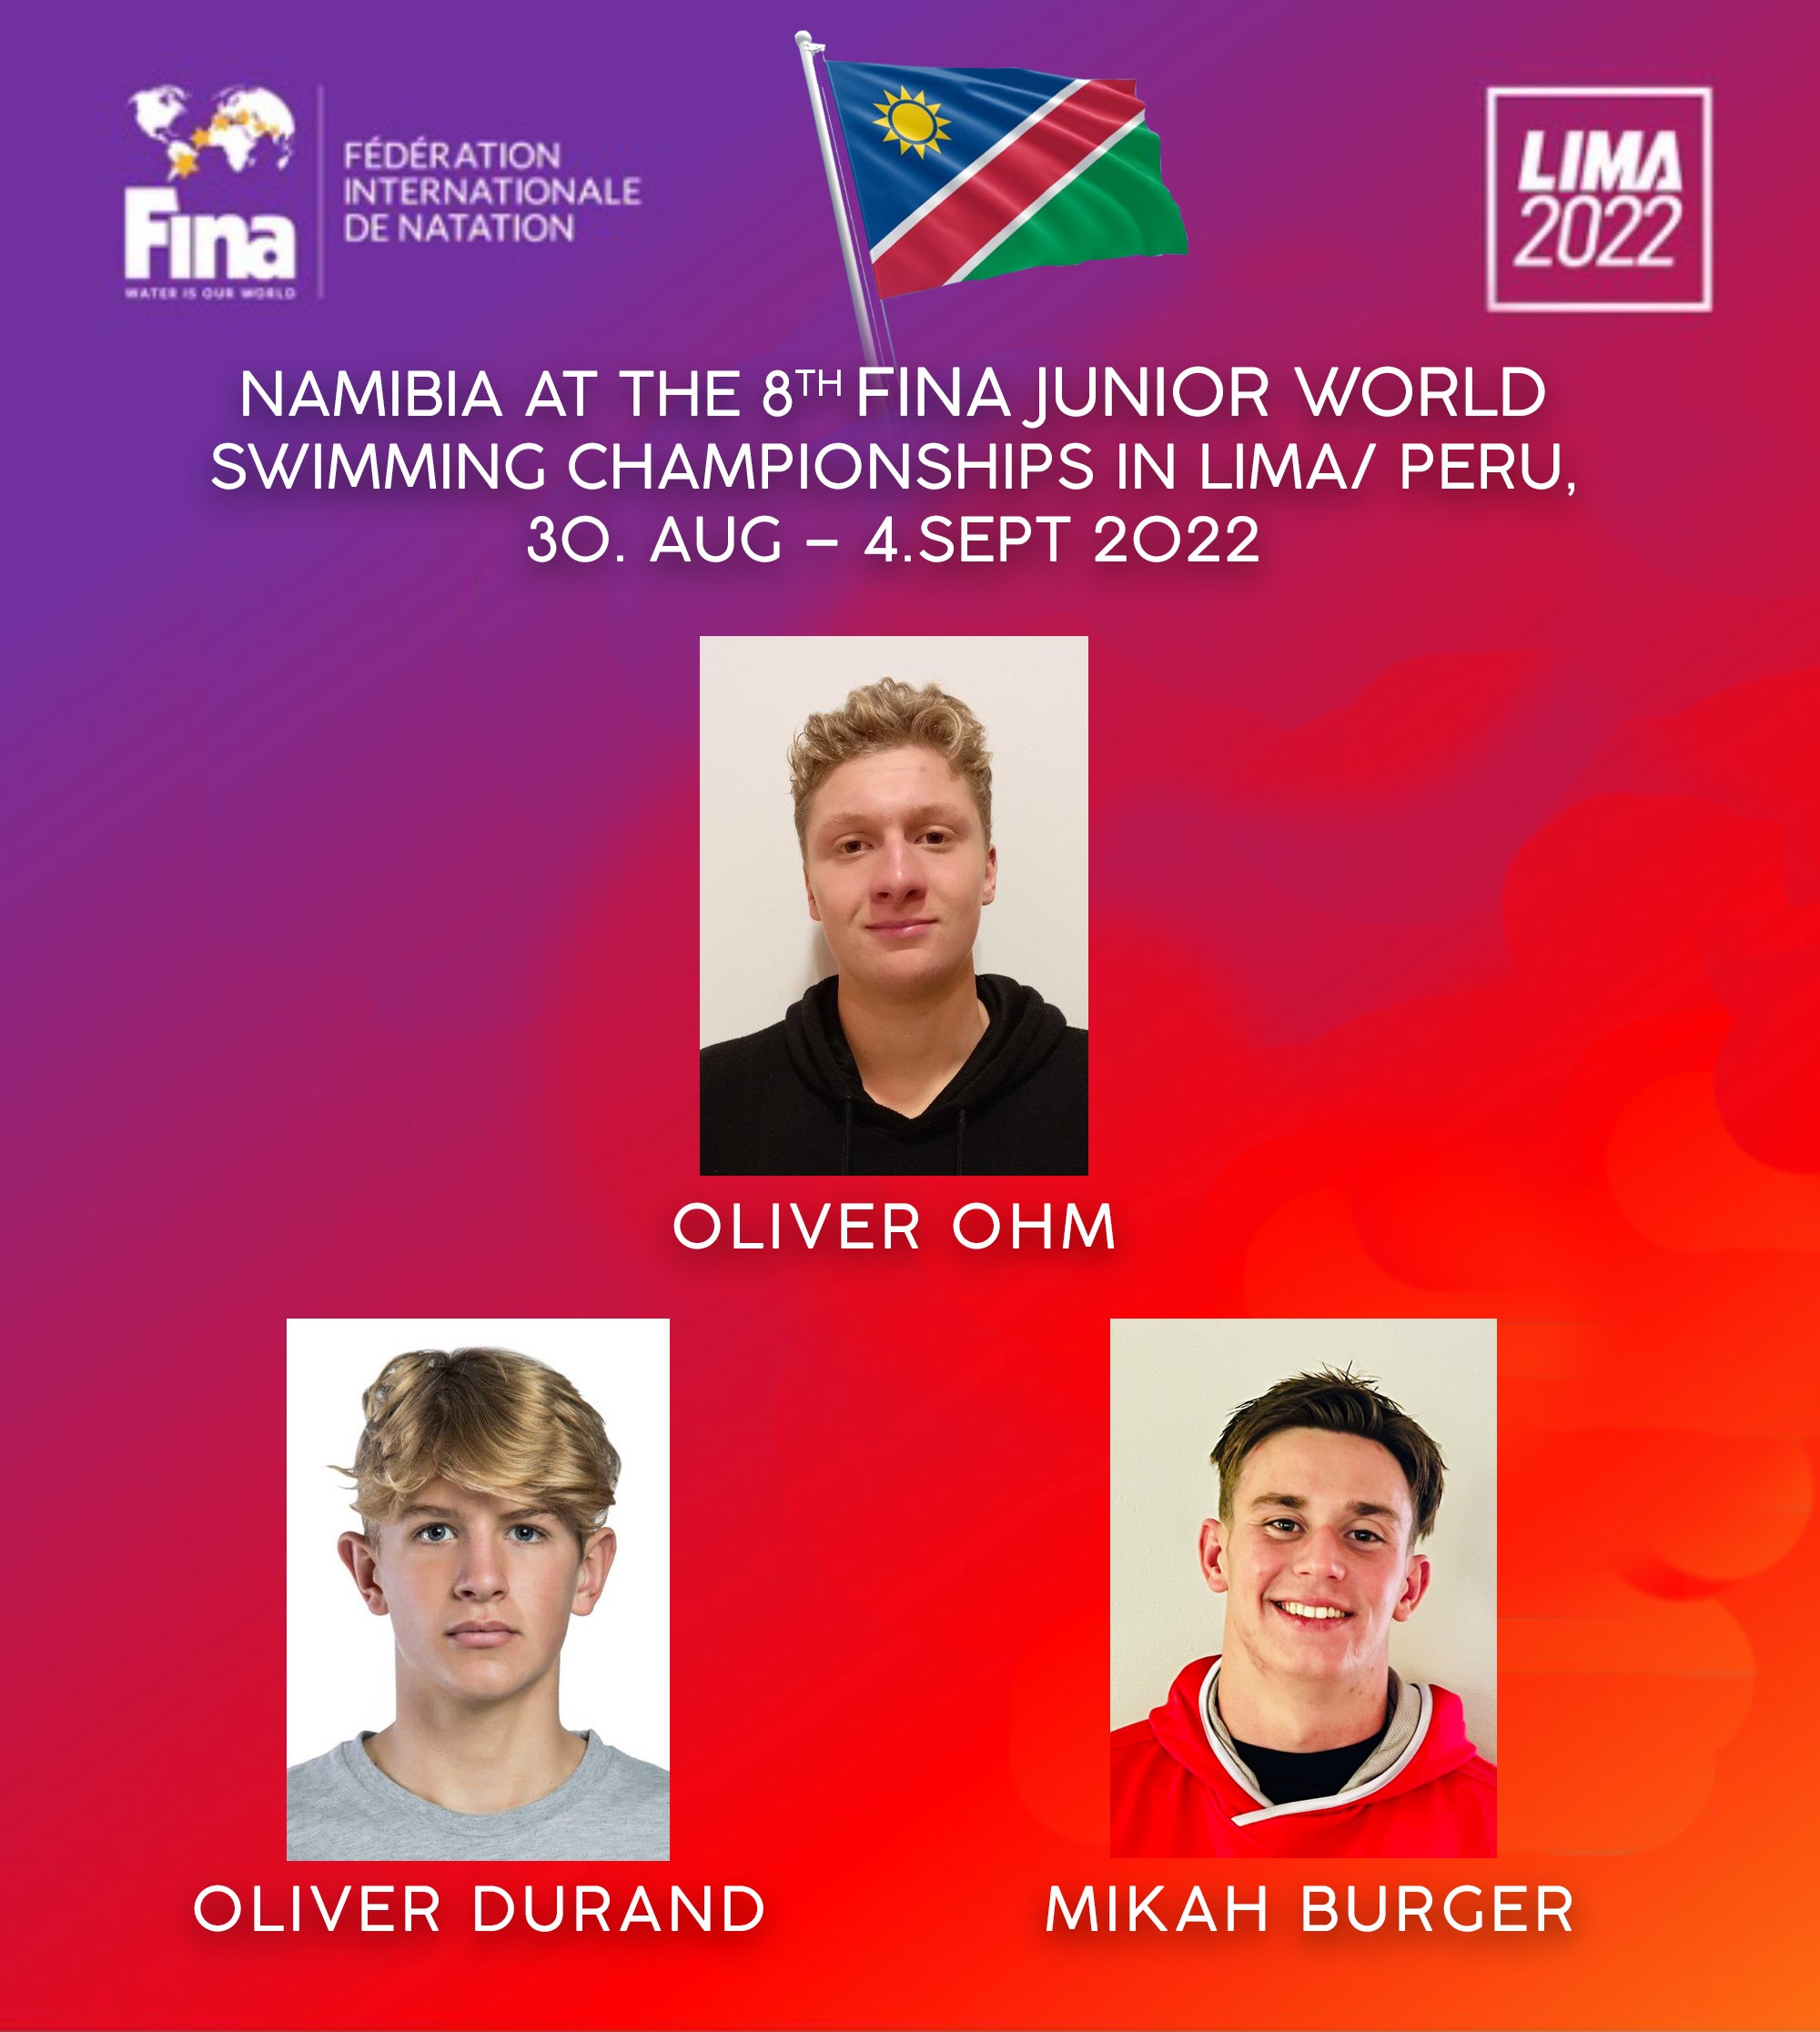 FÉDÉRATION
INTERNATIONALE
DE NATATION
Fina
WATER IS OUR WORLD
LIMA
2022
NAMIBIA AT THE 8TH FINA JUNIOR WORLD
SWIMMING CHAMPIONSHIPS IN LIMA/ PERU,
30. AUG – 4.SEPT 2022
OLIVER OHM
OLIVER DURAND
MIKAH BURGER